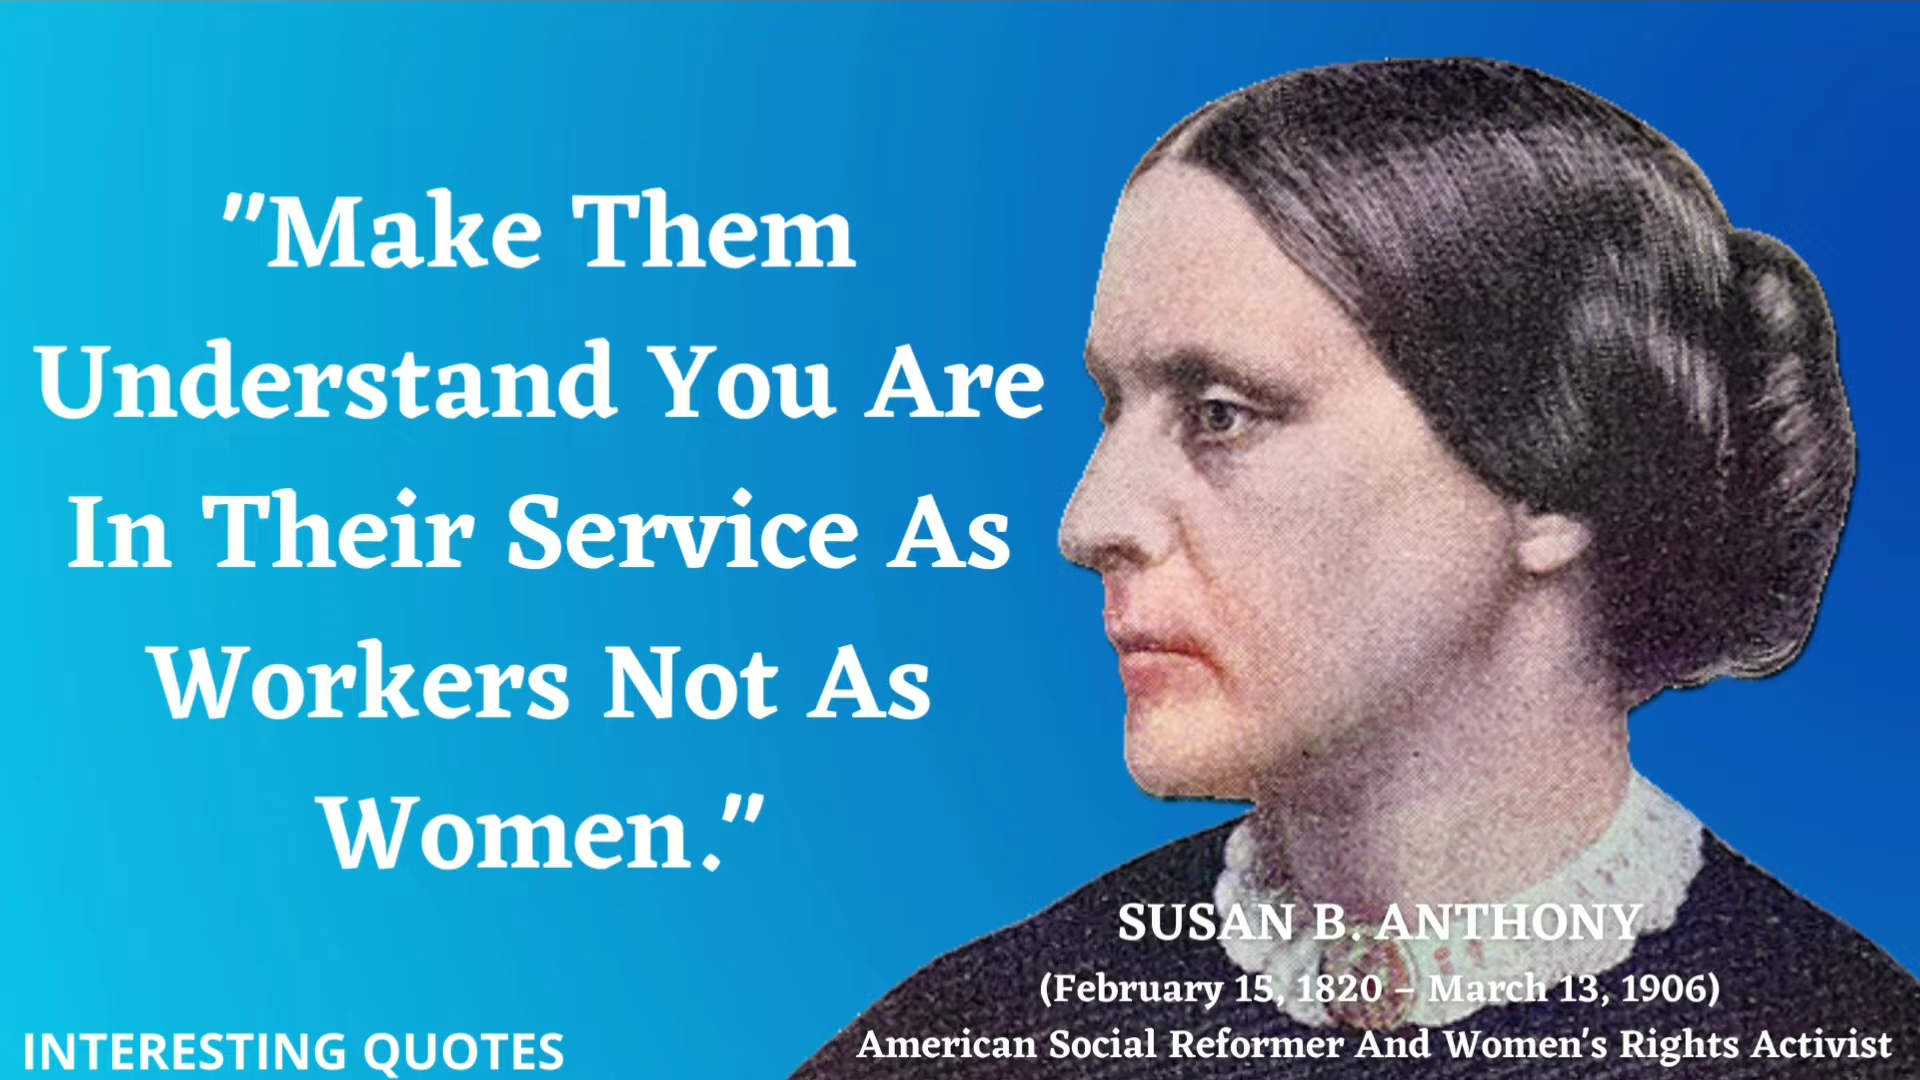 "Make Them
Understand You Are
In Their Service As
Workers Not As
Women."
SUSAN B. ANTHONY
(February 15, 1820 – March 13, 1906)
American Social Reformer And Women's Rights Activist
INTERESTING QUOTES